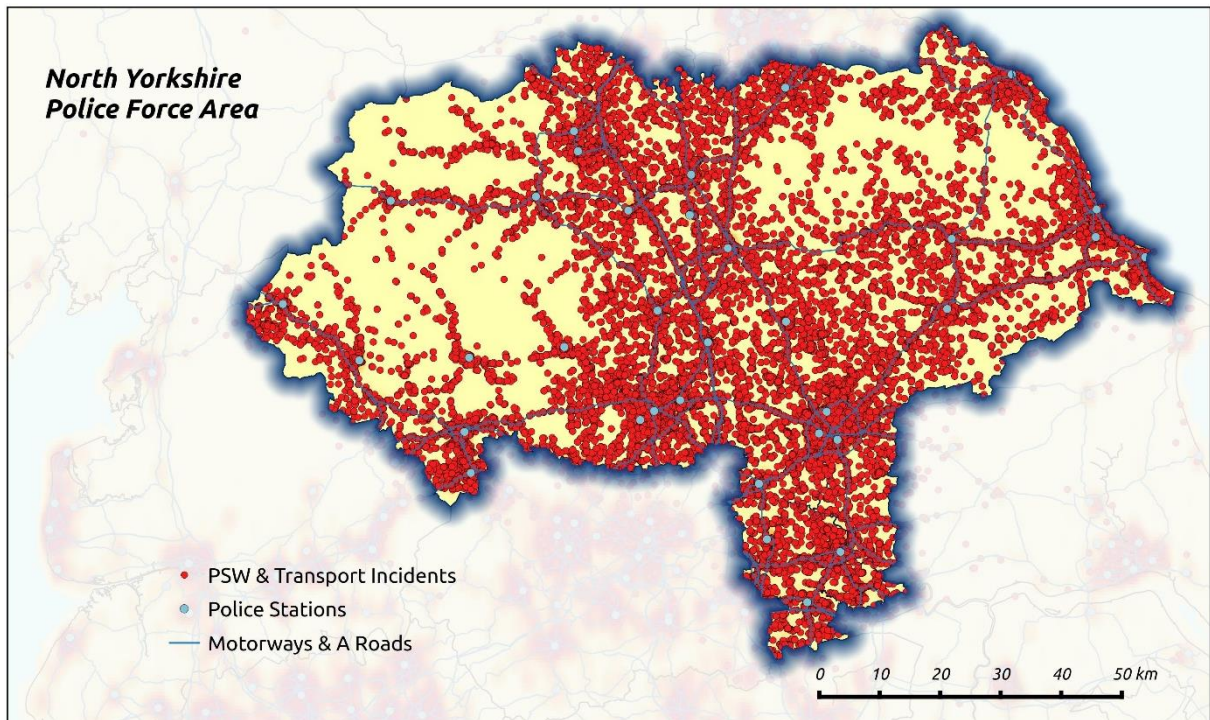 North Yorkshire
Police Force Area
PSW & Transport Incidents
Police Stations
Motorways & A Roads
0 10 20 30 40 50 km